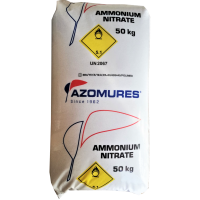 AMMONIUM
NITRATE
50 kg
5.1
UN 2067
AZOMURES®
Since 1962
AMMONIUM
NITRATE
50 kg
5.1